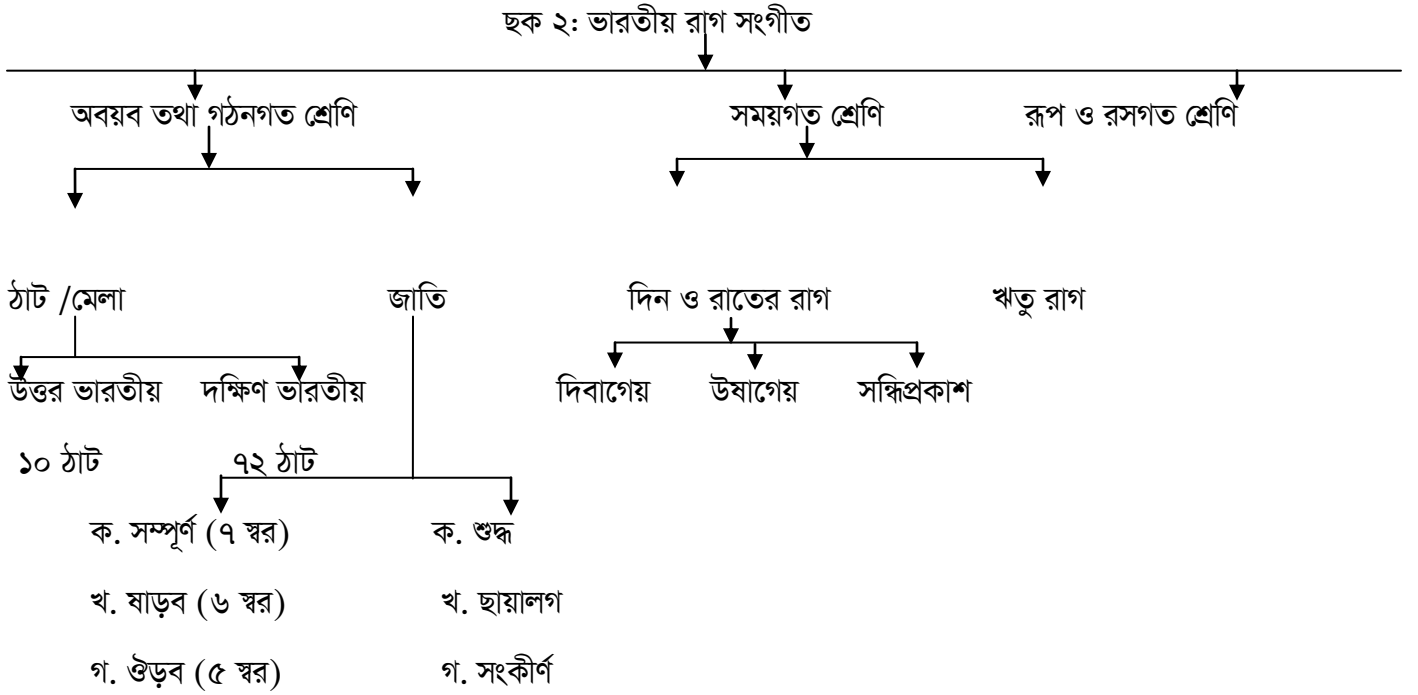 ছক ২: ভারতীয় রাগ সংগীত
অবয়ব তথা গঠনগত শ্রেণি সময়গত শ্রেণি রূপ ও রসগত শ্রেণি
ঠাট /মেলা জাতি দিন ও রাতের রাগ ঋতু রাগ
উত্তর ভারতীয় দক্ষিণ ভারতীয় দিবাগেয় উষাগেয় সন্ধিপ্রকাশ
১০ ঠাট ৭২ ঠাট
ক. সম্পূর্ণ (৭ স্বর) ক. শুদ্ধ
খ. ষাড়ব (৬ স্বর) খ. ছায়ালগ
গ. ঔড়ব (৫ স্বর) গ. সংকীর্ণ